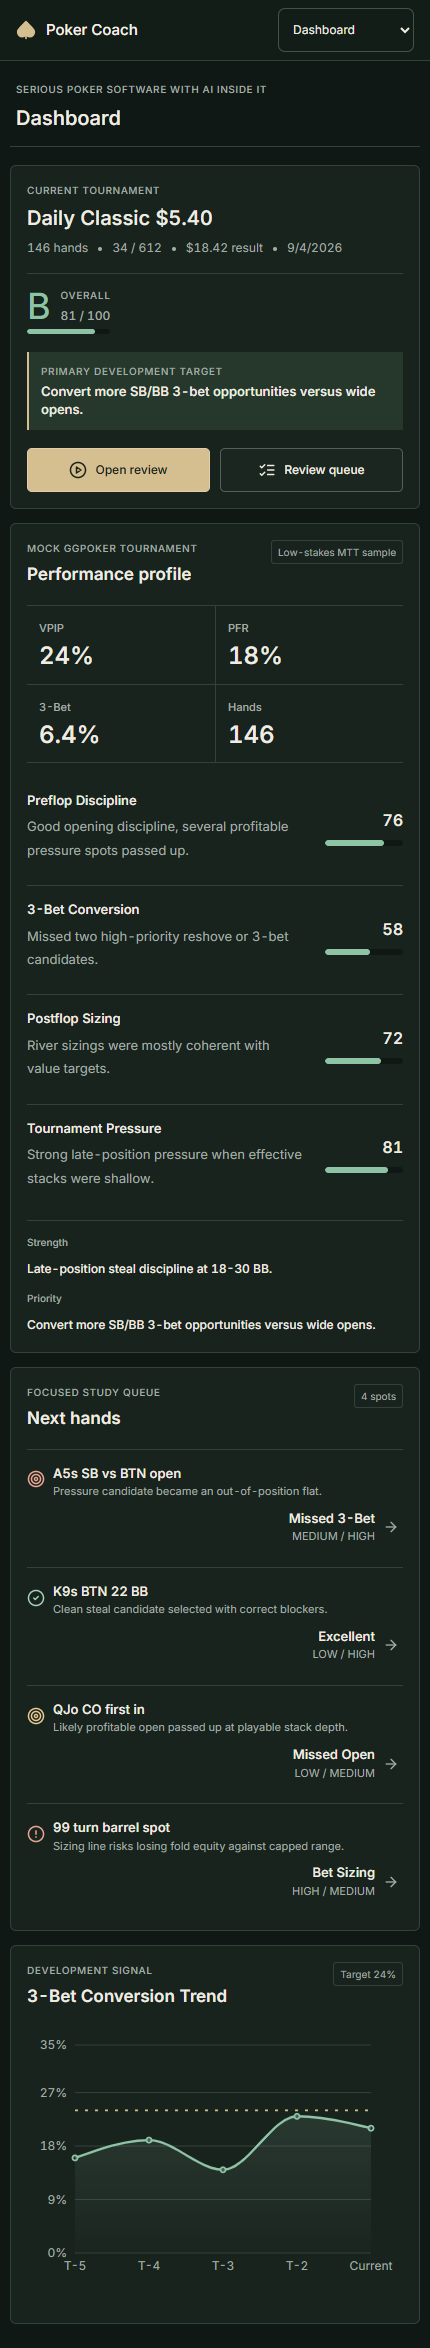 Poker Coach
Dashboard
SERIOUS POKER SOFTWARE WITH AI INSIDE IT
Dashboard
CURRENT TOURNAMENT
Daily Classic $5.40
146 hands • 34 / 612 • $18.42 result • 9/4/2026
B
OVERALL
81 / 100
PRIMARY DEVELOPMENT TARGET
Convert more SB/BB 3-bet opportunities versus wide
opens.
Open review
Review queue
MOCK GGPOKER TOURNAMENT
Low-stakes MTT sample
Performance profile
VPIP
24%
PFR
18%
3-Bet
6.4%
Hands
146
Preflop Discipline
Good opening discipline, several profitable
pressure spots passed up.
76
3-Bet Conversion
Missed two high-priority reshove or 3-bet
candidates.
58
Postflop Sizing
River sizings were mostly coherent with
value targets.
72
Tournament Pressure
Strong late-position pressure when effective
stacks were shallow.
81
Strength
Late-position steal discipline at 18-30 BB.
Priority
Convert more SB/BB 3-bet opportunities versus wide opens.
FOCUSED STUDY QUEUE
4 spots
Next hands
A5s SB vs BTN open
Pressure candidate became an out-of-position flat.
Missed 3-Bet
MEDIUM / HIGH
K9s BTN 22 BB
Clean steal candidate selected with correct blockers.
Excellent
LOW / HIGH
QJo CO first in
Likely profitable open passed up at playable stack depth.
Missed Open
LOW / MEDIUM
99 turn barrel spot
Sizing line risks losing fold equity against capped range.
Bet Sizing
HIGH / MEDIUM
DEVELOPMENT SIGNAL
Target 24%
3-Bet Conversion Trend
35%
27%
18%
9%
0%
T-5 T-4 T-3 T-2 Current